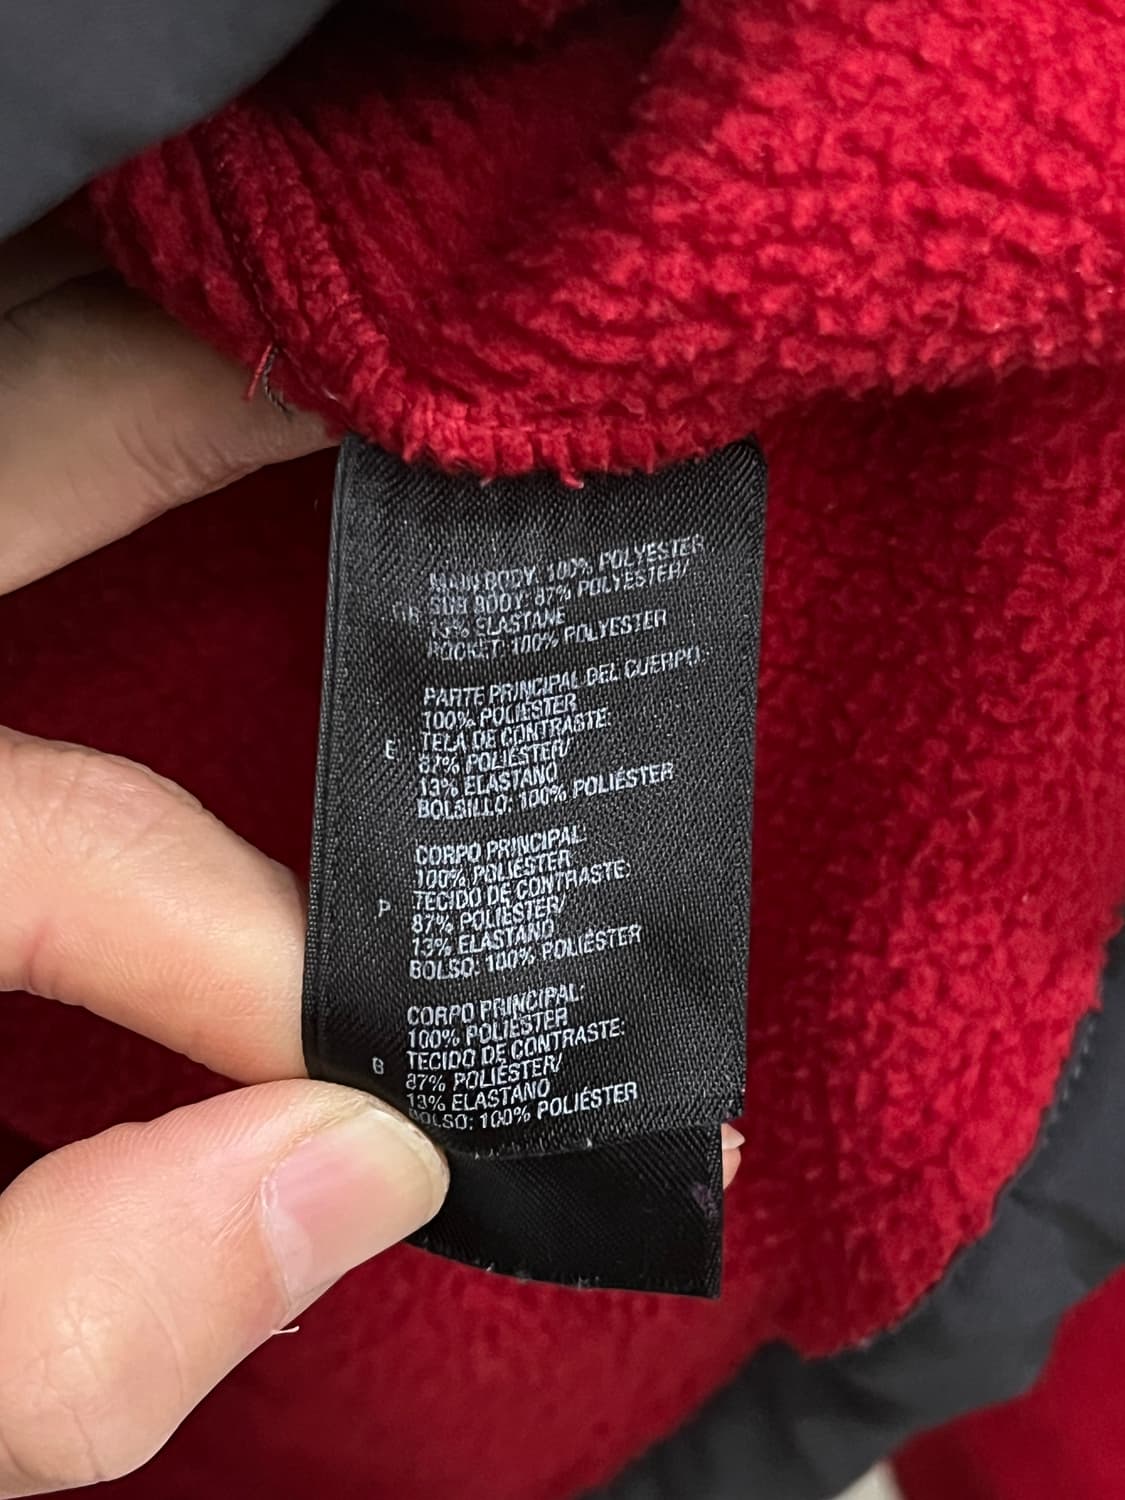 MAIN BODY: 100% POLYESTER
GB SUB BODY: 87% POLYESTER/
13% ELASTANE
POCKET: 100% POLYESTER
PARTE PRINCIPAL DEL CUERPO:
100% POLIÉSTER
TELA DE CONTRASTE:
E 87% POLIÉSTER/
13% ELASTANO
BOLSILLO: 100% POLIÉSTER
CORPO PRINCIPAL:
100% POLIÉSTER
TECIDO DE CONTRASTE:
P 87% POLIÉSTER/
13% ELASTANO
BOLSO: 100% POLIÉSTER
CORPO PRINCIPAL:
100% POLIÉSTER
TECIDO DE CONTRASTE:
B 87% POLIÉSTER/
13% ELASTANO
BOLSO: 100% POLIÉSTER